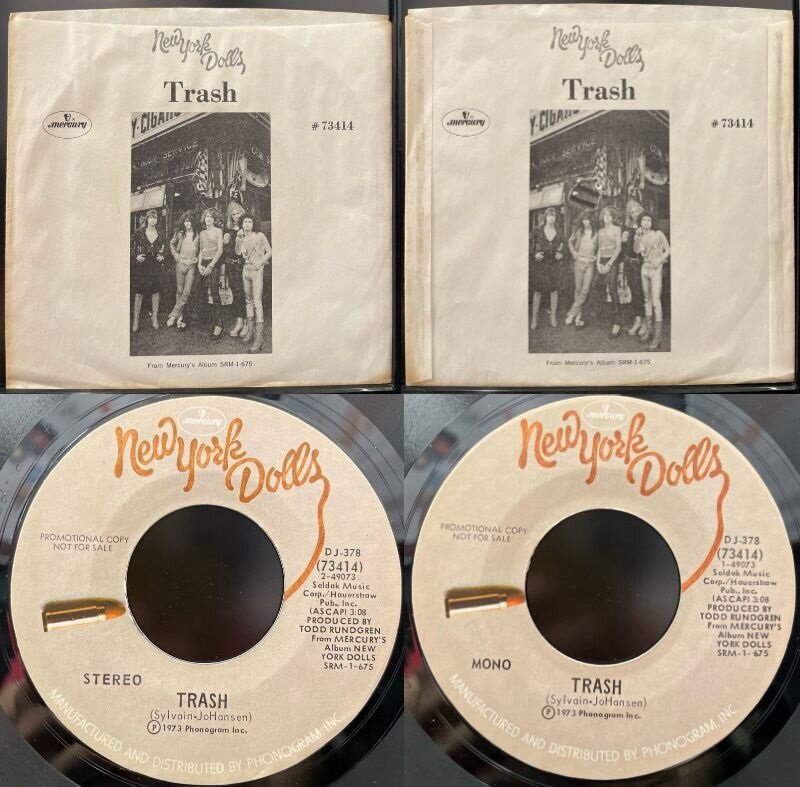 New York
Dolls
Trash
mercury
# 73414
Y·CIGAR
SERVICE
From Mercury's Album SRM-1-675
New York
Dolls
Trash
mercury
# 73414
Y·CIGAR
SERVICE
From Mercury's Album SRM-1-675
mercury
New York
Dolls
PROMOTIONAL COPY
NOT FOR SALE
DJ-378
(73414)
2-49073
Seldak Music
Corp./Hauerstraw
Pub., Inc.
(ASCAP) 3:08
PRODUCED BY
TODD RUNDGREN
From MERCURY'S
Album NEW
YORK DOLLS
SRM-1-675
STEREO
TRASH
(Sylvain-JoHansen)
Ⓟ 1973 Phonogram Inc.
MANUFACTURED AND DISTRIBUTED BY PHONOGRAM, INC.
mercury
New York
Dolls
PROMOTIONAL COPY
NOT FOR SALE
DJ-378
(73414)
1-49073
Seldak Music
Corp./Hauerstraw
Pub., Inc.
(ASCAP) 3:08
PRODUCED BY
TODD RUNDGREN
From MERCURY'S
Album NEW
YORK DOLLS
SRM-1-675
MONO
TRASH
(Sylvain-JoHansen)
Ⓟ 1973 Phonogram Inc.
MANUFACTURED AND DISTRIBUTED BY PHONOGRAM, INC.